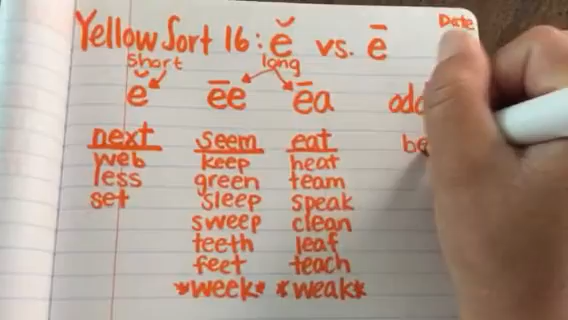 Yellow Sort 16: ĕ vs. ē
Date
short
long
ĕ ēe ēa
next seem eat
web keep heat
less green team
set sleep speak
sweep clean
teeth leaf
feet teach
*week* *weak*